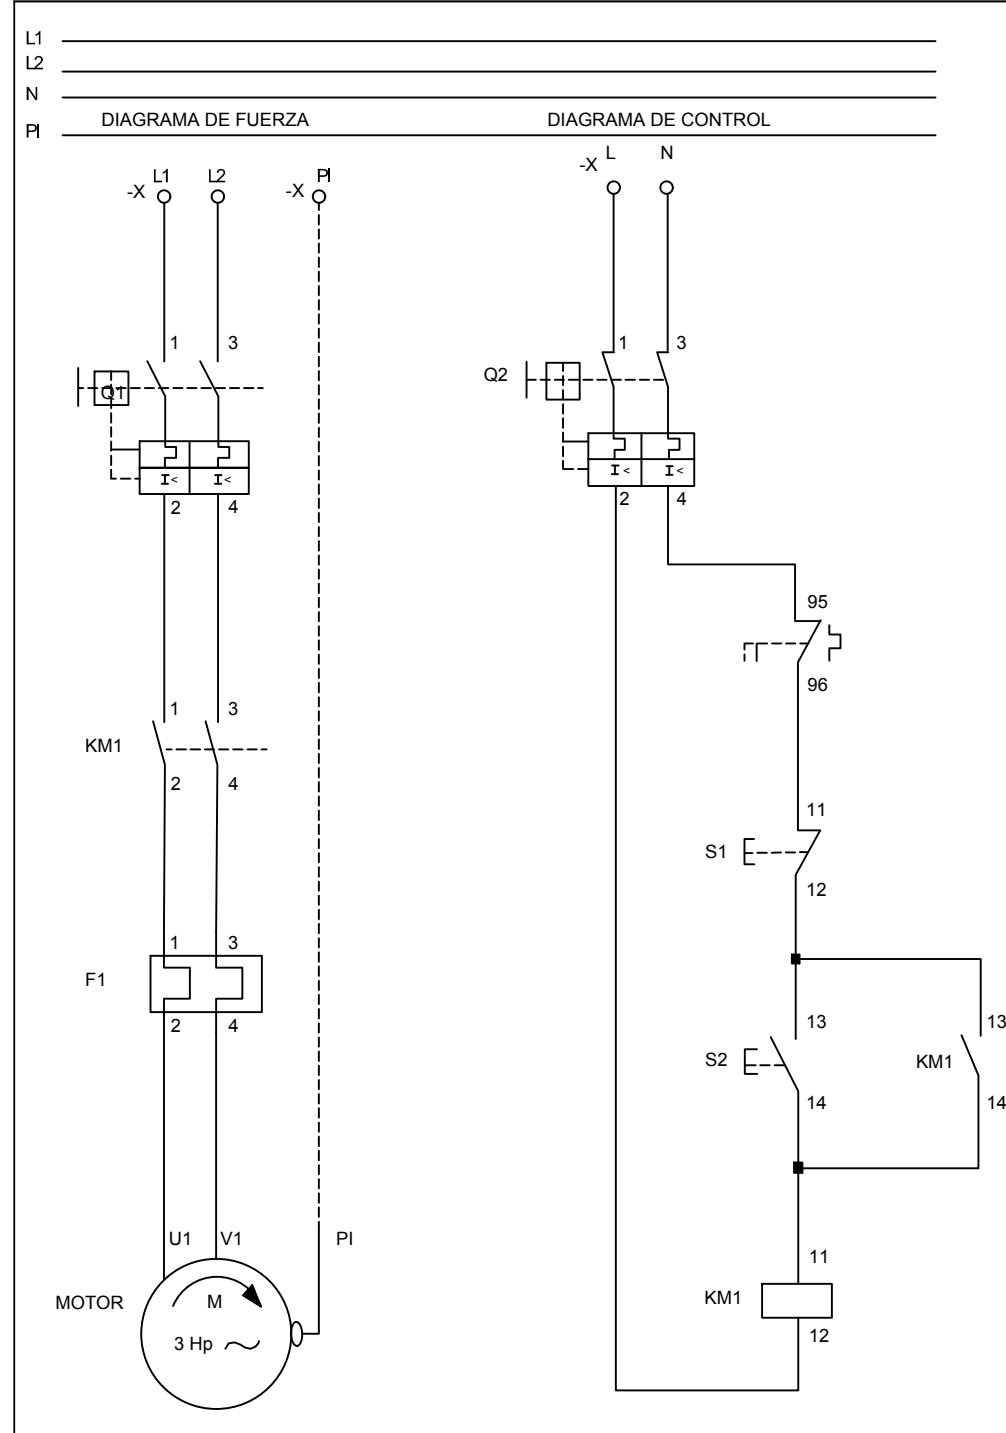 L1
L2
N
DIAGRAMA DE FUERZA DIAGRAMA DE CONTROL
PI
-X L1 L2 -X PI
-X L N
1 3
1 3
Q1
Q2
I< I<
I< I<
2 4
2 4
95
96
1 3
KM1
2 4
11
S1
12
1 3
F1
2 4
13 13
S2 KM1
14 14
U1 V1 PI
11
MOTOR M KM1
3 Hp
12